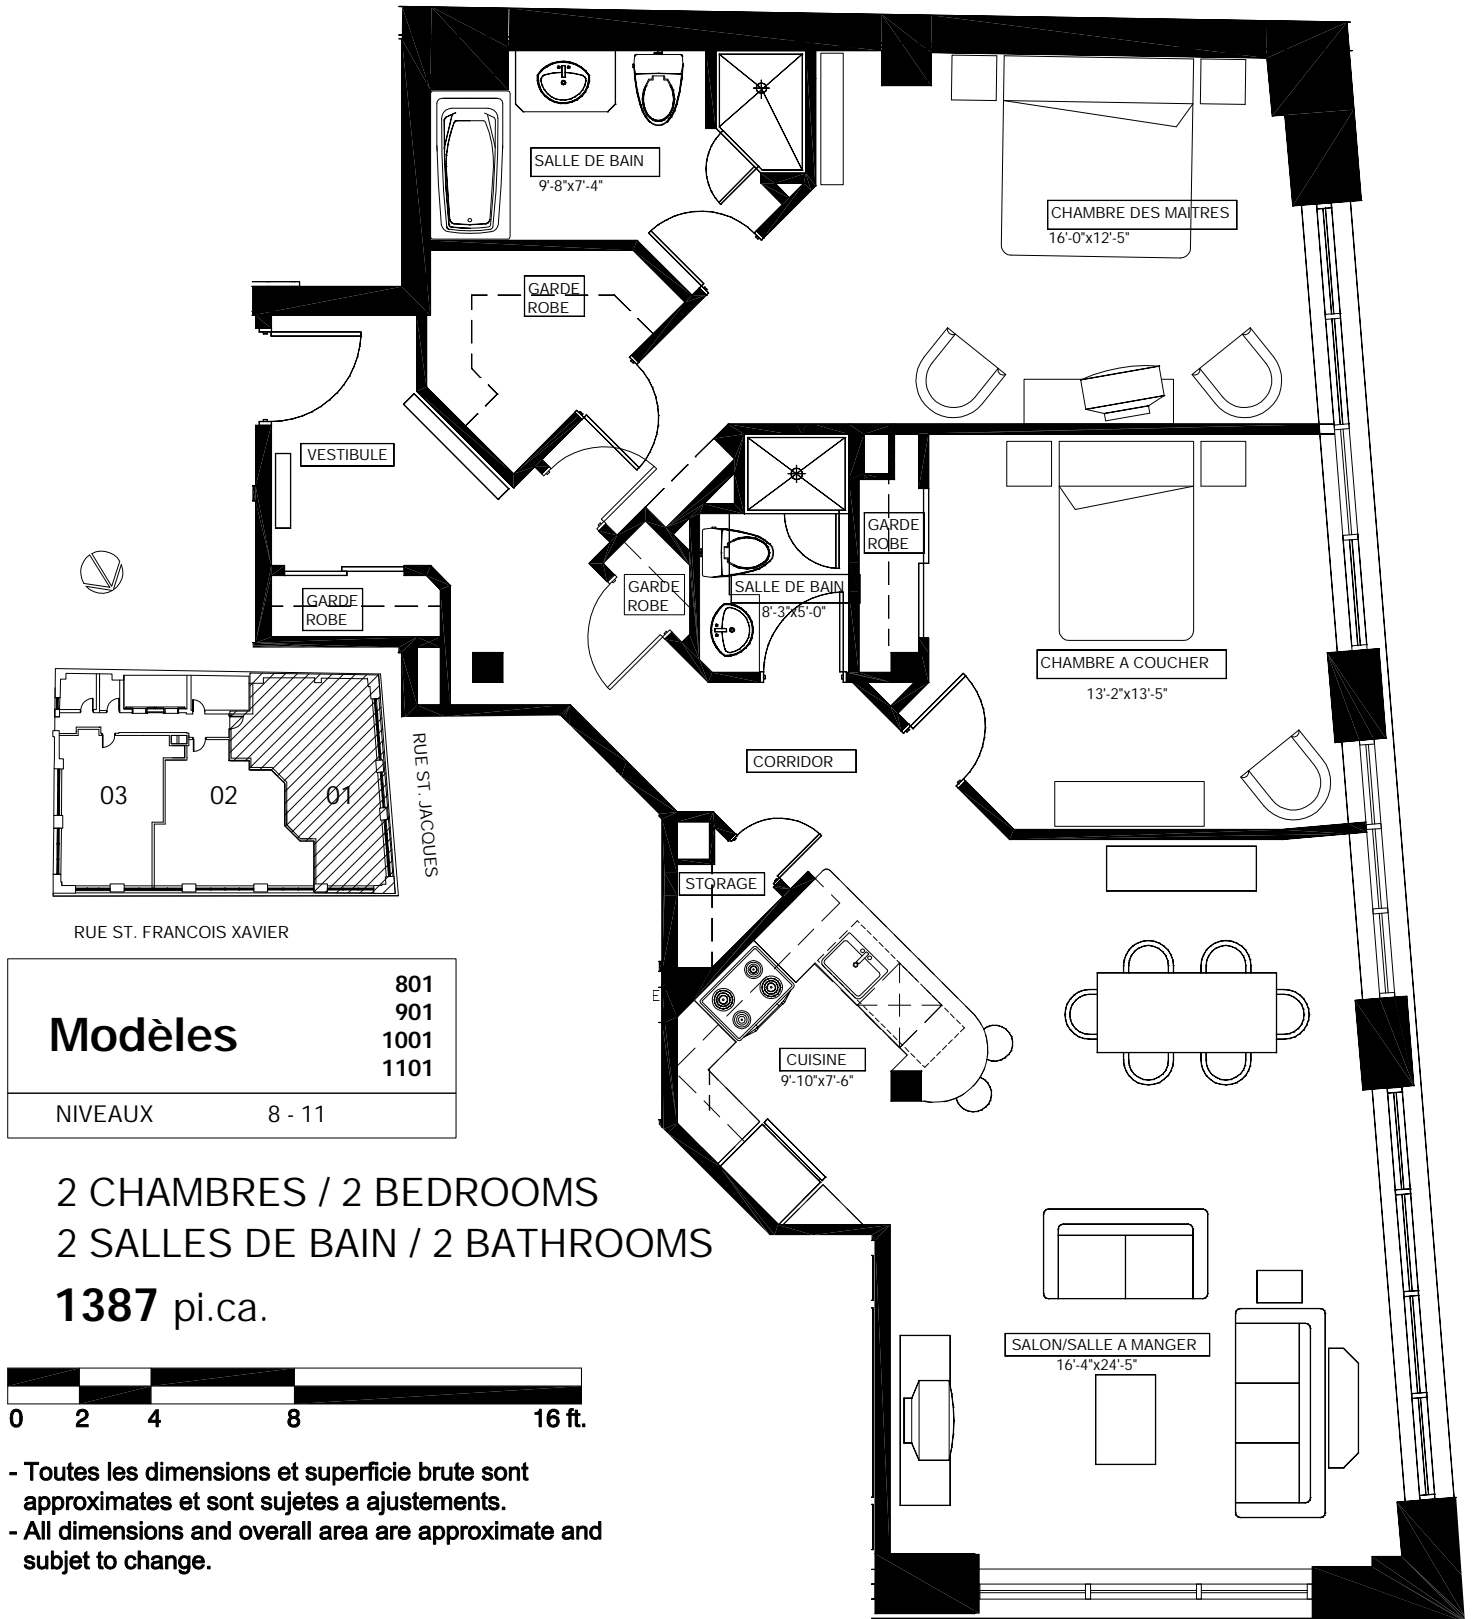 SALLE DE BAIN
9'-8"x7'-4"
CHAMBRE DES MAITRES
16'-0"x12'-5"
GARDE
ROBE
VESTIBULE
GARDE
ROBE
GARDE
ROBE
GARDE
ROBE
SALLE DE BAIN
8'-3"x5'-0"
CHAMBRE A COUCHER
13'-2"x13'-5"
CORRIDOR
03
02
01
RUE ST. JACQUES
RUE ST. FRANCOIS XAVIER
STORAGE
E
CUISINE
9'-10"x7'-6"
Modèles
801
901
1001
1101
NIVEAUX 8 - 11
2 CHAMBRES / 2 BEDROOMS
2 SALLES DE BAIN / 2 BATHROOMS
1387 pi.ca.
SALON/SALLE A MANGER
16'-4"x24'-5"
0 2 4 8 16 ft.
- Toutes les dimensions et superficie brute sont
approximates et sont sujetes a ajustements.
- All dimensions and overall area are approximate and
subjet to change.